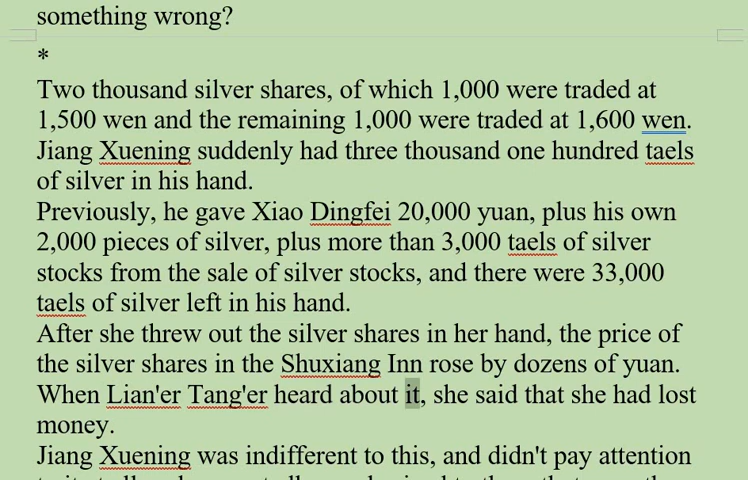 something wrong?
*
Two thousand silver shares, of which 1,000 were traded at
1,500 wen and the remaining 1,000 were traded at 1,600 wen.
Jiang Xuening suddenly had three thousand one hundred taels
of silver in his hand.
Previously, he gave Xiao Dingfei 20,000 yuan, plus his own
2,000 pieces of silver, plus more than 3,000 taels of silver
stocks from the sale of silver stocks, and there were 33,000
taels of silver left in his hand.
After she threw out the silver shares in her hand, the price of
the silver shares in the Shuxiang Inn rose by dozens of yuan.
When Lian'er Tang'er heard about it, she said that she had lost
money.
Jiang Xuening was indifferent to this, and didn't pay attention